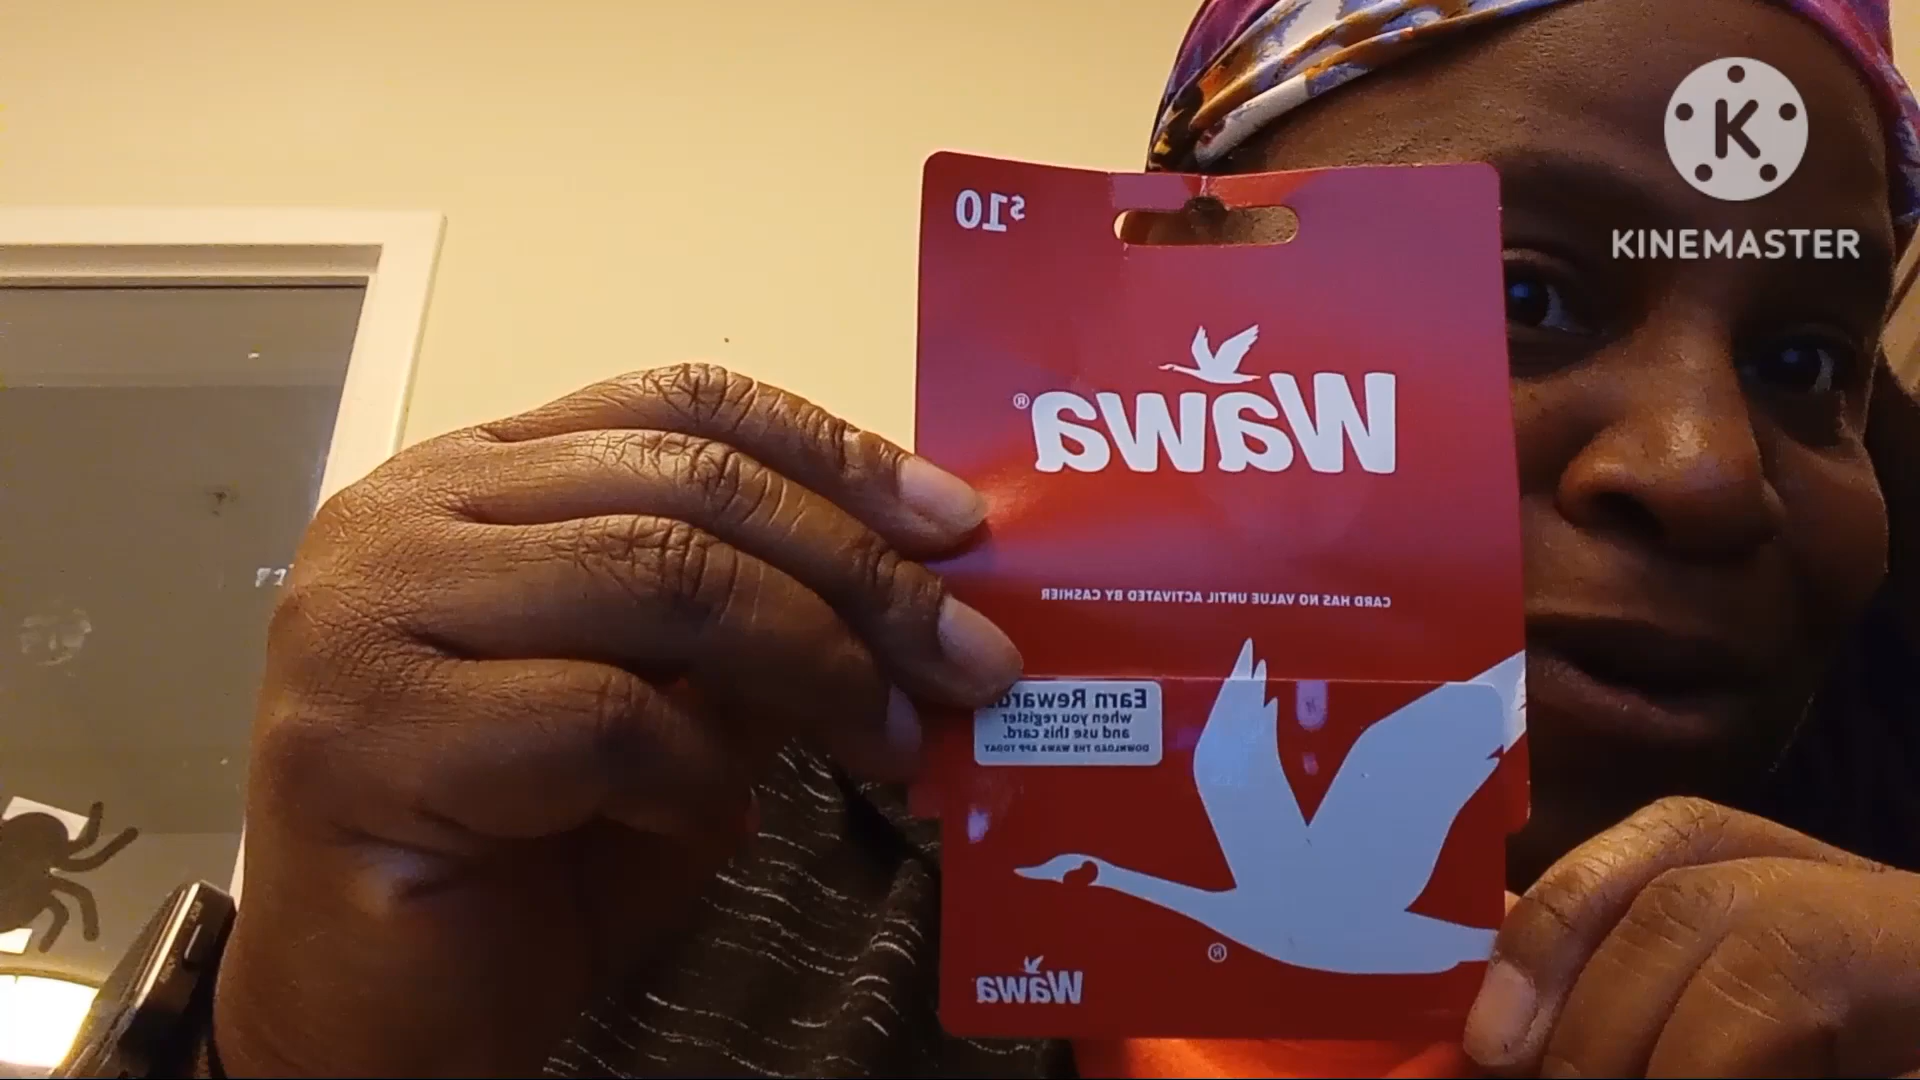 $10
Wawa®
CARD HAS NO VALUE UNTIL ACTIVATED BY CASHIER
Earn Rewards
when you register
and use this card.
DOWNLOAD THE WAWA APP TODAY
®
Wawa
K
KINEMASTER